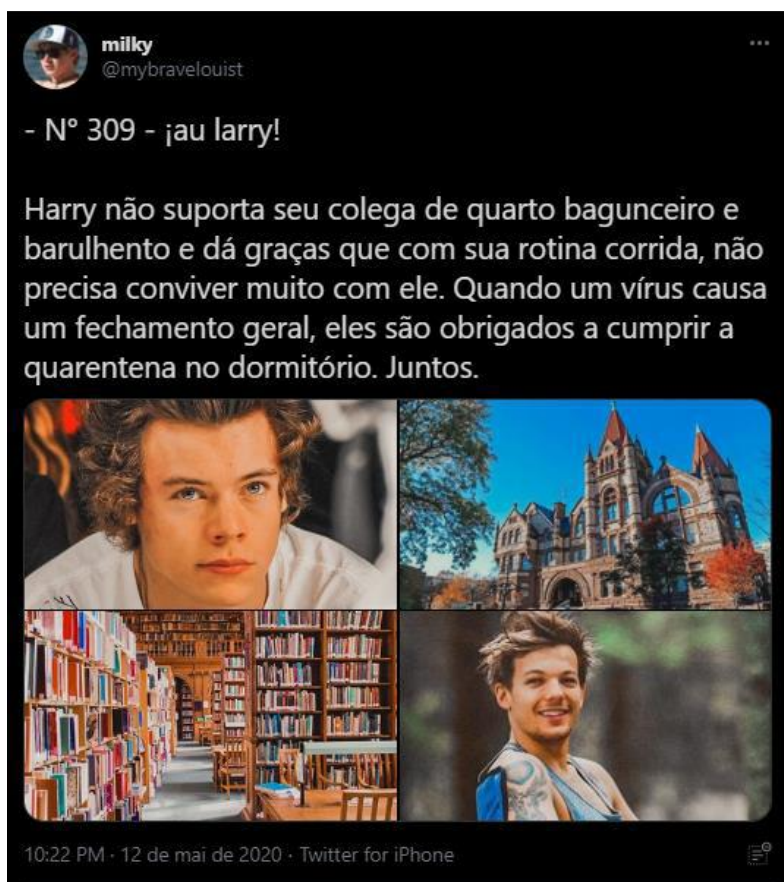 milky
@mybravelouist
- N° 309 - ¡au larry!
Harry não suporta seu colega de quarto bagunceiro e
barulhento e dá graças que com sua rotina corrida, não
precisa conviver muito com ele. Quando um vírus causa
um fechamento geral, eles são obrigados a cumprir a
quarentena no dormitório. Juntos.
10:22 PM · 12 de mai de 2020 · Twitter for iPhone